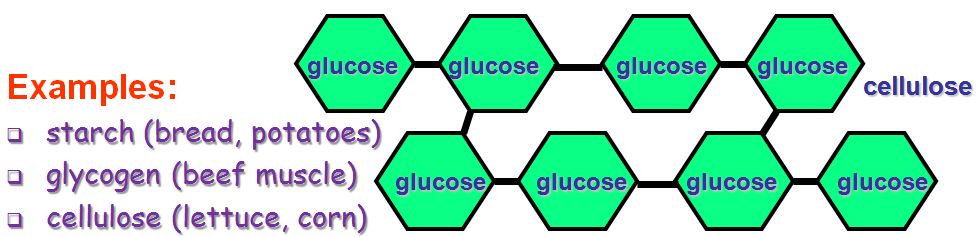 glucose glucose glucose glucose
cellulose
Examples:
starch (bread, potatoes)
glycogen (beef muscle)
cellulose (lettuce, corn)
glucose glucose glucose glucose